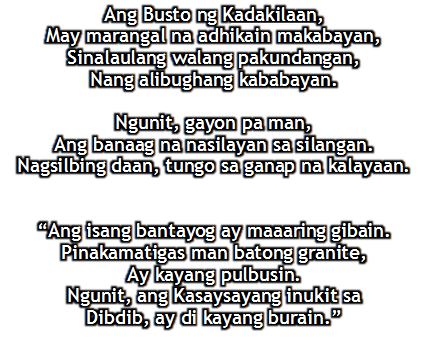 Ang Busto ng Kadakilaan,
May marangal na adhikain makabayan,
Sinalaulang walang pakundangan,
Nang alibughang kababayan.
Ngunit, gayon pa man,
Ang banaag na nasilayan sa silangan.
Nagsilbing daan, tungo sa ganap na kalayaan.
“Ang isang bantayog ay maaaring gibain.
Pinakamatigas man batong granite,
Ay kayang pulbusin.
Ngunit, ang Kasaysayang inukit sa
Dibdib, ay di kayang burain.”